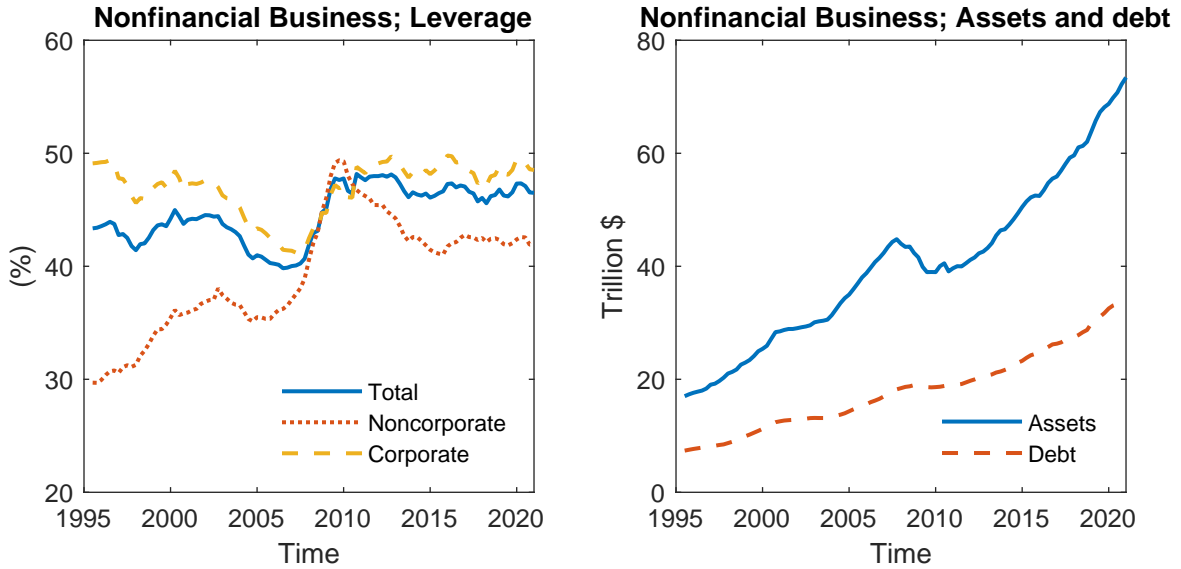 Nonfinancial Business; Leverage
60
50
40
30
20
(%)
1995 2000 2005 2010 2015 2020
Time
Total
Noncorporate
Corporate
Nonfinancial Business; Assets and debt
80
60
40
20
0
Trillion $
1995 2000 2005 2010 2015 2020
Time
Assets
Debt